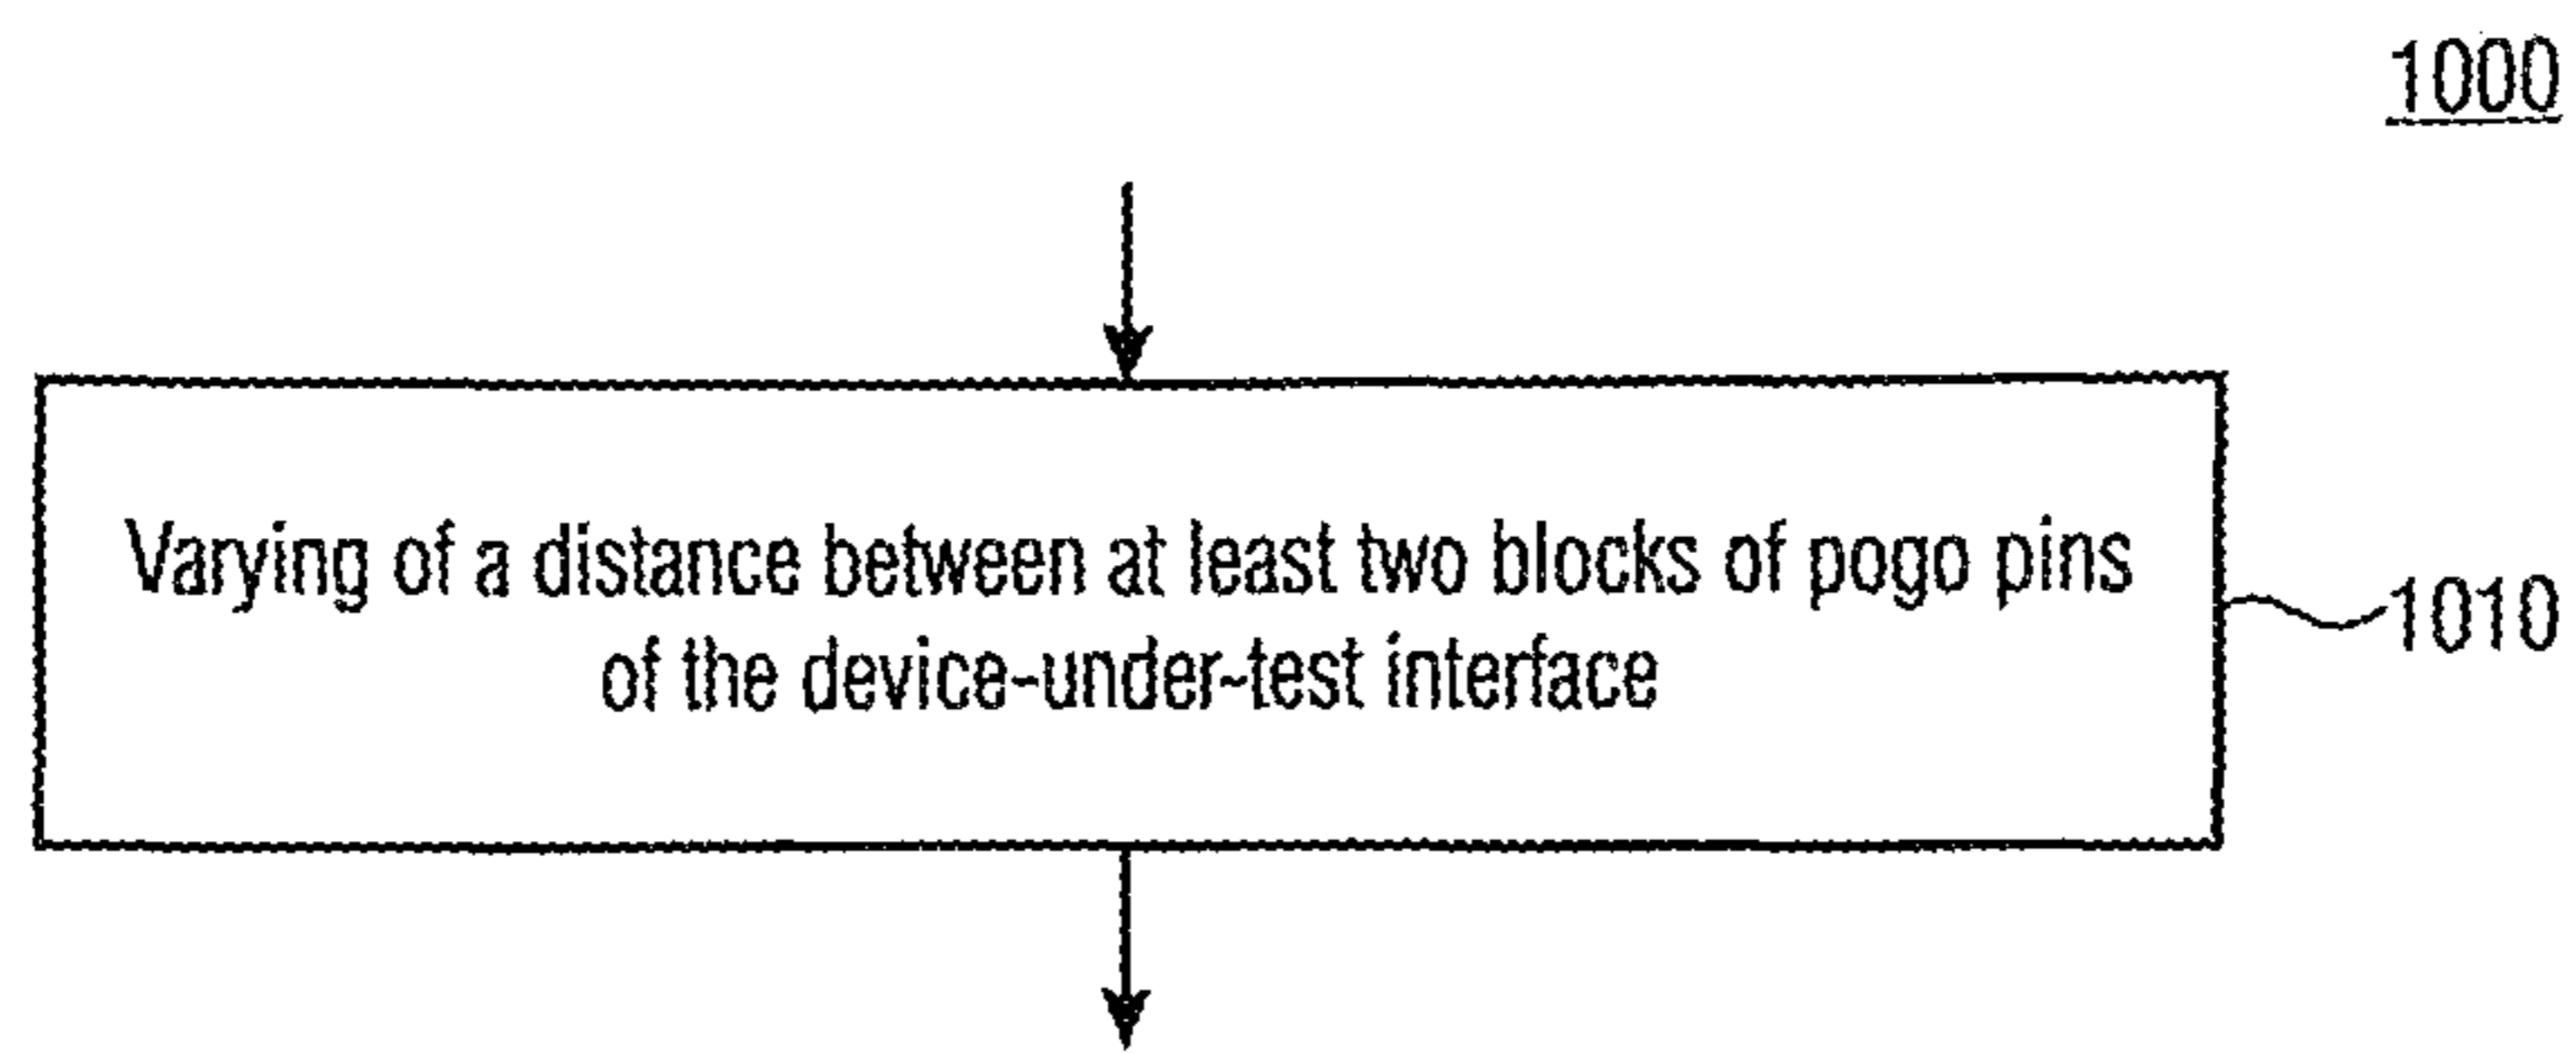 1000
Varying of a distance between at least two blocks of pogo pins
of the device-under-test interface
1010